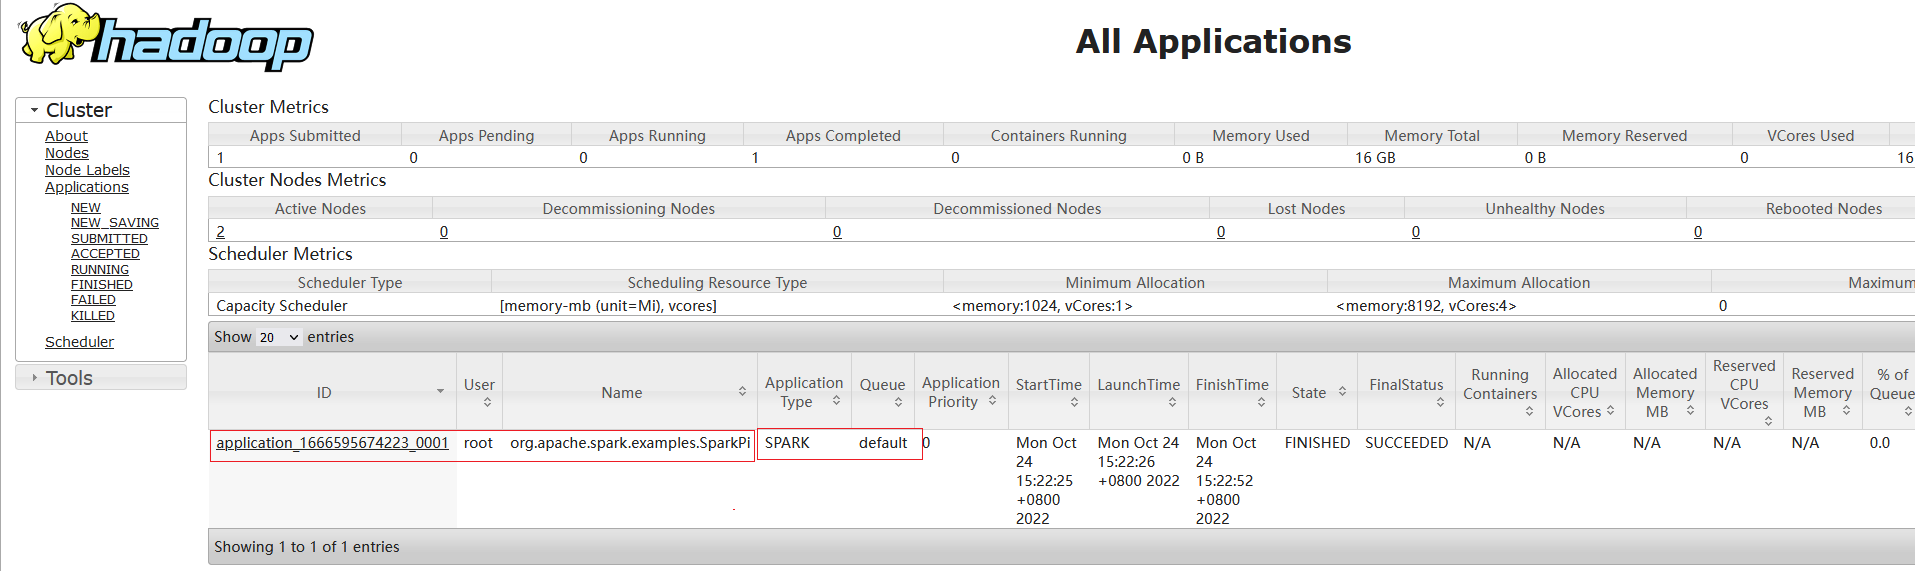 hadoop
All Applications
Cluster
About
Nodes
Node Labels
Applications
NEW
NEW_SAVING
SUBMITTED
ACCEPTED
RUNNING
FINISHED
FAILED
KILLED
Scheduler
Tools
Cluster Metrics
Apps Submitted Apps Pending Apps Running Apps Completed Containers Running Memory Used Memory Total Memory Reserved VCores Used
1 0 0 1 0 0 B 16 GB 0 B 0 16
Cluster Nodes Metrics
Active Nodes Decommissioning Nodes Decommissioned Nodes Lost Nodes Unhealthy Nodes Rebooted Nodes
2 0 0 0 0 0
Scheduler Metrics
Scheduler Type Scheduling Resource Type Minimum Allocation Maximum Allocation Maximum
Capacity Scheduler [memory-mb (unit=Mi), vcores] <memory:1024, vCores:1> <memory:8192, vCores:4> 0
Show 20 entries
ID User Name Application Type Queue Application Priority StartTime LaunchTime FinishTime State FinalStatus Running Containers Allocated CPU VCores Allocated Memory MB Reserved CPU VCores Reserved Memory MB % of Queue
application_1666595674223_0001 root org.apache.spark.examples.SparkPi SPARK default 0 Mon Oct 24 15:22:25 +0800 2022 Mon Oct 24 15:22:26 +0800 2022 Mon Oct 24 15:22:52 +0800 2022 FINISHED SUCCEEDED N/A N/A N/A N/A N/A 0.0
Showing 1 to 1 of 1 entries